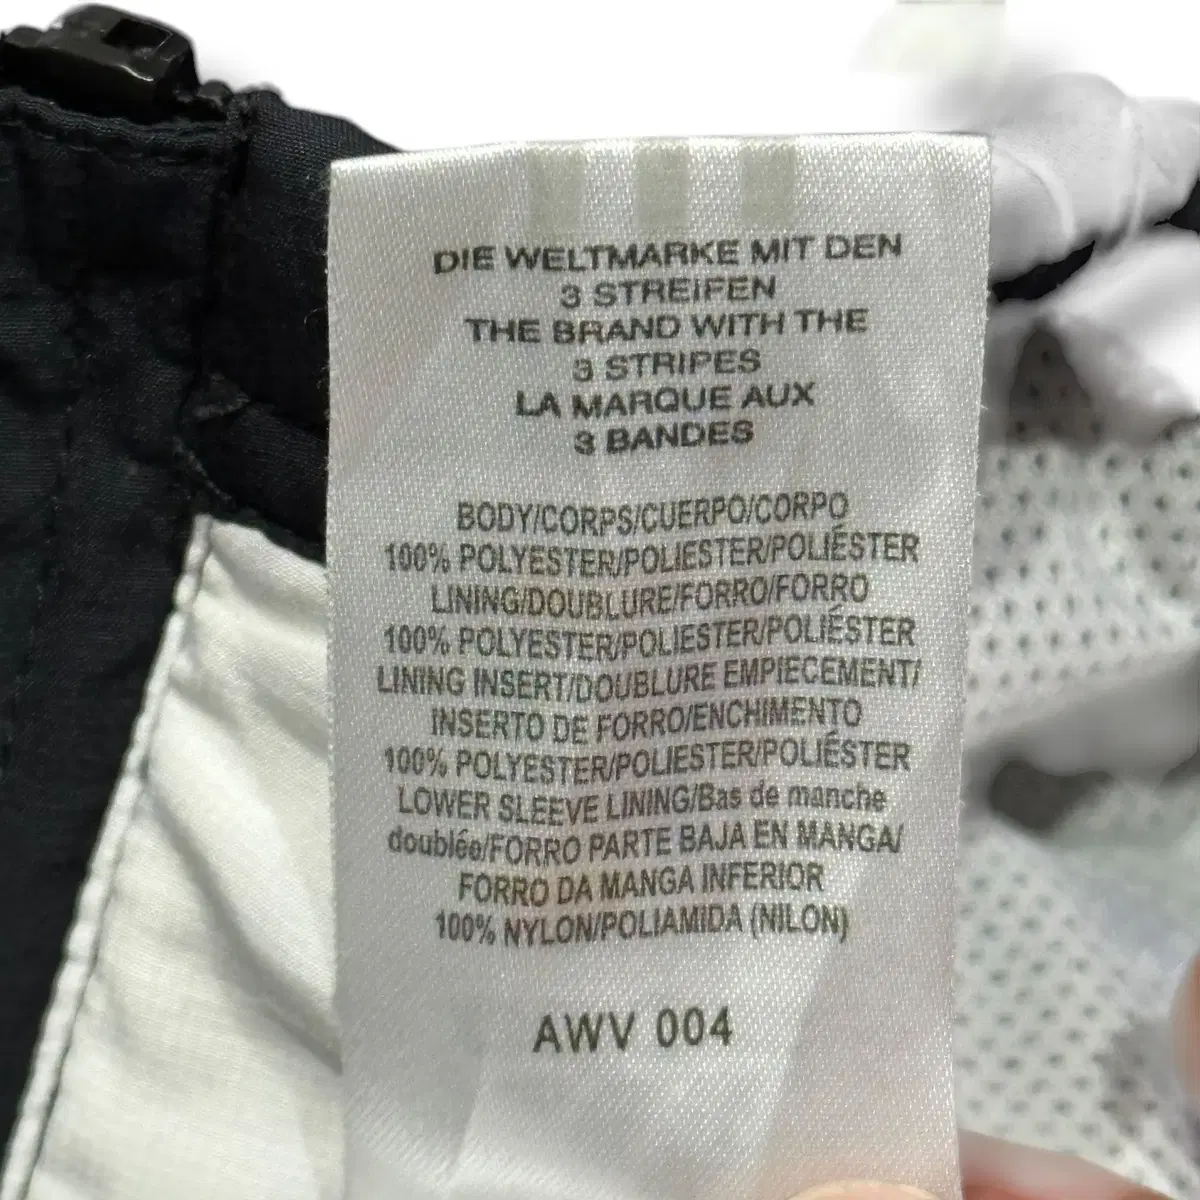 DIE WELTMARKE MIT DEN
3 STREIFEN
THE BRAND WITH THE
3 STRIPES
LA MARQUE AUX
3 BANDES
BODY/CORPS/CUERPO/CORPO
100% POLYESTER/POLIESTER/POLIÉSTER
LINING/DOUBLURE/FORRO/FORRO
100% POLYESTER/POLIESTER/POLIÉSTER
LINING INSERT/DOUBLURE EMPIECEMENT/
INSERTO DE FORRO/ENCHIMENTO
100% POLYESTER/POLIESTER/POLIÉSTER
LOWER SLEEVE LINING/Bas de manche
doublée/FORRO PARTE BAJA EN MANGA/
FORRO DA MANGA INFERIOR
100% NYLON/POLIAMIDA (NILON)
AWV 004